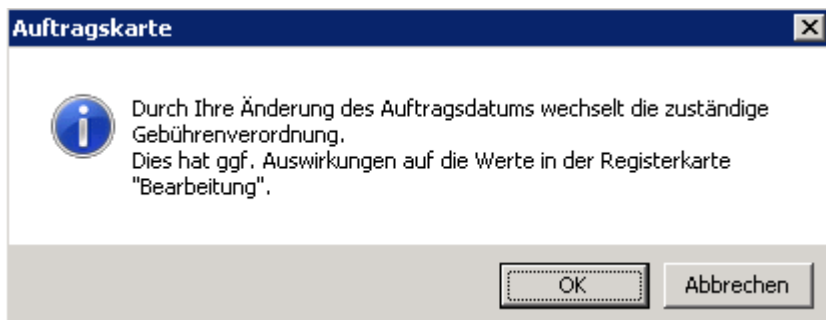 Auftragskarte
Durch Ihre Änderung des Auftragsdatums wechselt die zuständige
Gebührenverordnung.
Dies hat ggf. Auswirkungen auf die Werte in der Registerkarte
"Bearbeitung".
OK
Abbrechen